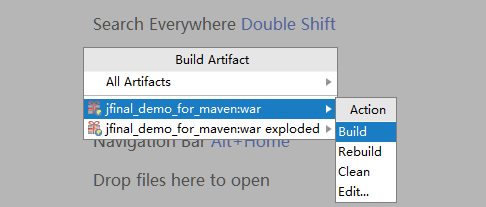 Search Everywhere Double Shift
Build Artifact
All Artifacts
jfinal_demo_for_maven:war
jfinal_demo_for_maven:war exploded
Action
Build
Rebuild
Clean
Edit...
Navigation Bar Alt+Home
Drop files here to open